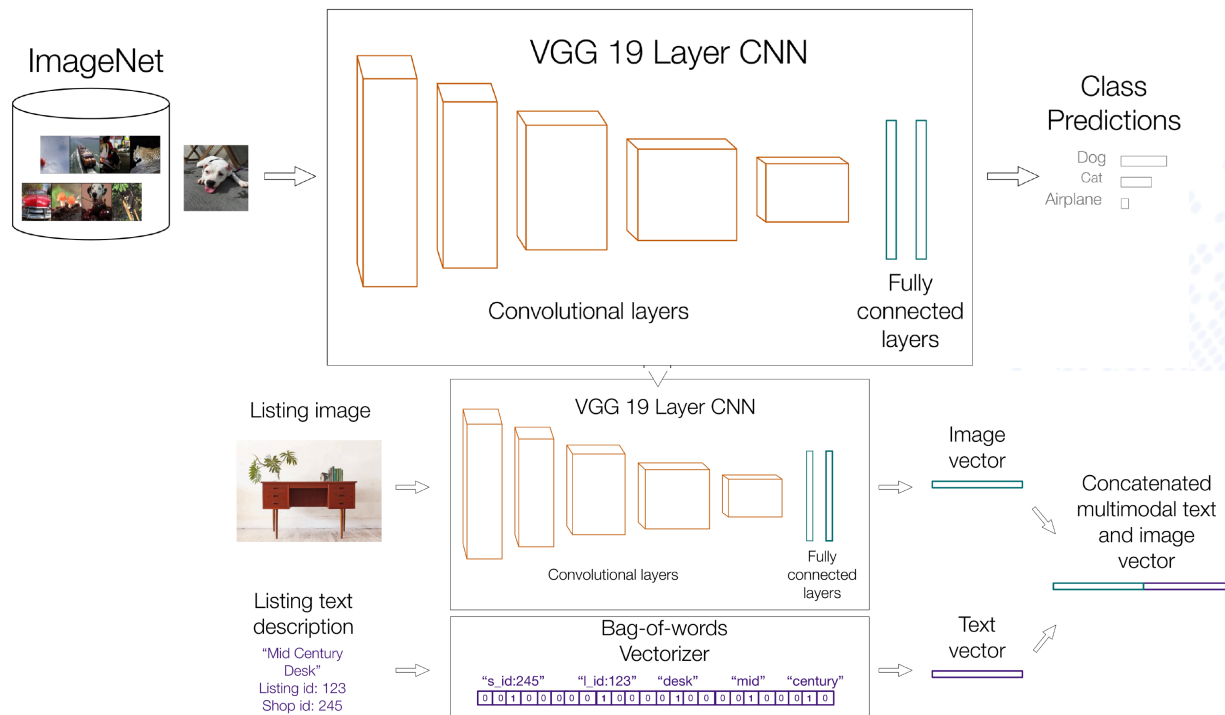 ImageNet
VGG 19 Layer CNN
Convolutional layers
Fully
connected
layers
Class
Predictions
Dog
Cat
Airplane
Listing image
VGG 19 Layer CNN
Convolutional layers
Fully
connected
layers
Image
vector
Concatenated
multimodal text
and image
vector
Listing text
description
“Mid Century
Desk”
Listing id: 123
Shop id: 245
Bag-of-words
Vectorizer
“s_id:245” “l_id:123” “desk” “mid” “century”
0 0 1 0 0 0 0 0 1 0 0 0 0 1 0 0 0 0 1 0 0 0 1 0
Text
vector